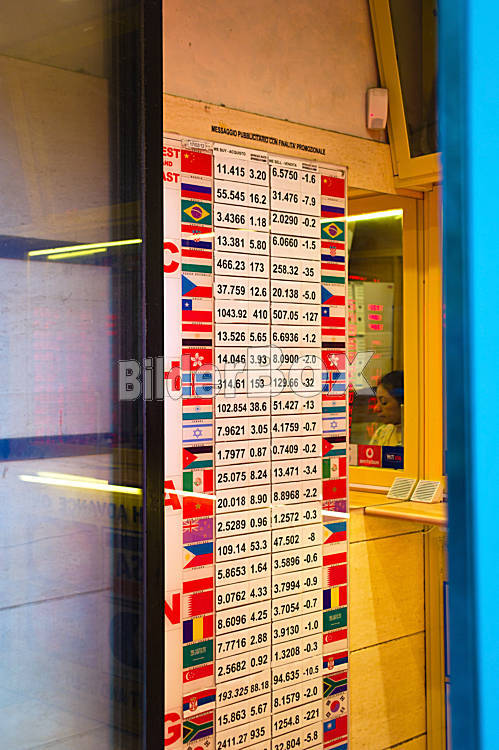 MESSAGGIO PUBBLICITARIO CON FINALITA' PROMOZIONALE
WE BUY - ACQUISTO WE SELL - VENDITA
EST
AND
AST
11.415 3.20 6.5750 -1.6
55.545 16.2 31.476 -7.9
3.4366 1.18 2.0290 -0.2
13.381 5.80 6.0660 -1.5
C
466.23 173 258.32 -35
37.759 12.6 20.138 -5.0
1043.92 410 507.05 -127
13.526 5.65 6.6936 -1.2
14.046 3.93 8.0900 -2.0
BilderBox
314.61 153 129.66 -32
102.854 38.6 51.427 -13
7.9621 3.05 4.1759 -0.7
1.7977 0.87 0.7409 -0.2
25.075 8.24 13.471 -3.4
A
20.018 8.90 8.8968 -2.2
2.5289 0.96 1.2572 -0.3
109.14 53.3 47.502 -8
5.8653 1.64 3.5896 -0.6
N
9.0762 4.33 3.7994 -0.9
8.6096 4.25 3.7054 -0.7
7.7716 2.88 3.9130 -1.0
2.5682 0.92 1.3208 -0.3
193.325 88.18 94.635 -10.5
15.863 5.67 8.1579 -2.0
G
2411.27 935 1254.8 -221
32.804 -5.8
vodafone